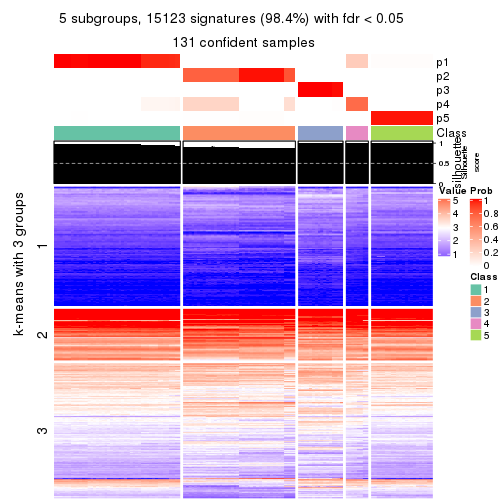 5 subgroups, 15123 signatures (98.4%) with fdr < 0.05
131 confident samples
p1
p2
p3
p4
p5
Class
1
0.5
0
silhouette
Silhouette
score
k-means with 3 groups
1
2
3
Value
5
4
3
2
1
Prob
1
0.8
0.6
0.4
0.2
0
Class
1
2
3
4
5